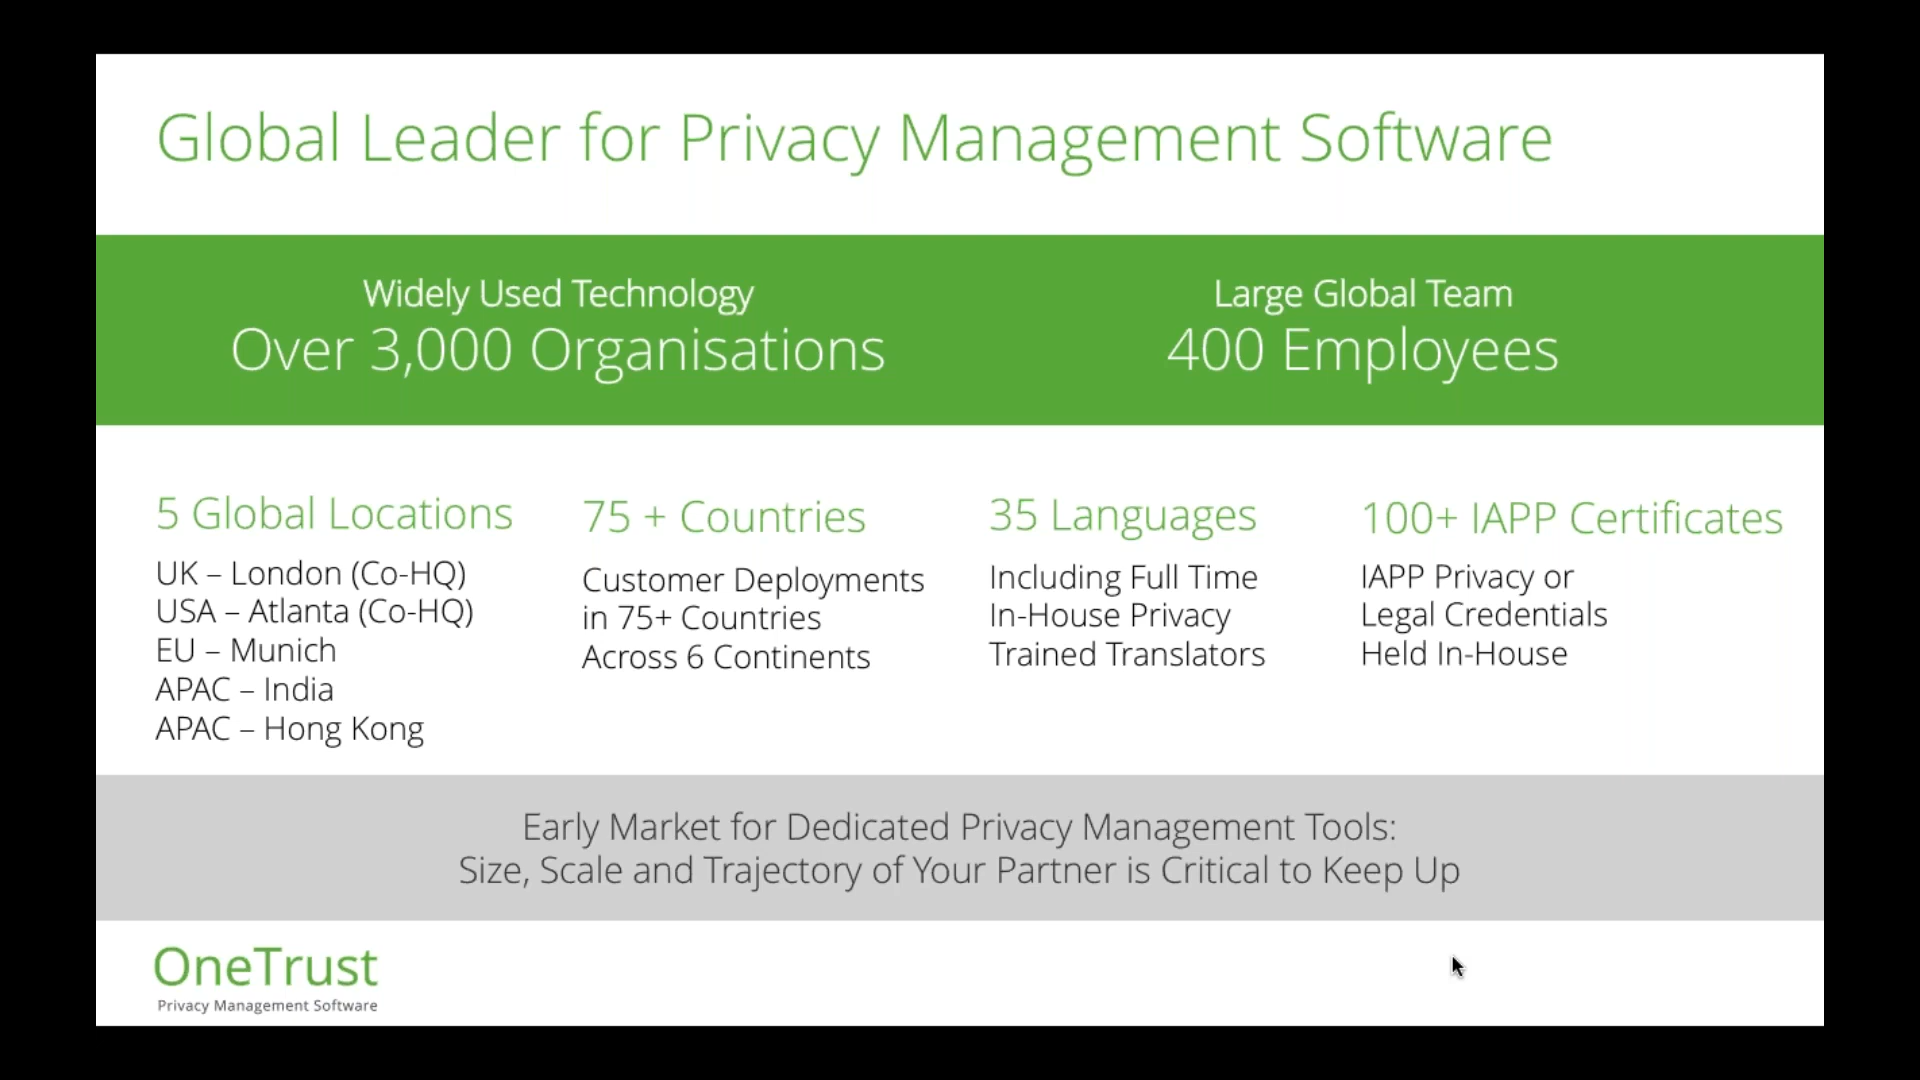 Global Leader for Privacy Management Software
Widely Used Technology
Over 3,000 Organisations
Large Global Team
400 Employees
5 Global Locations
UK – London (Co-HQ)
USA – Atlanta (Co-HQ)
EU – Munich
APAC – India
APAC – Hong Kong
75 + Countries
Customer Deployments
in 75+ Countries
Across 6 Continents
35 Languages
Including Full Time
In-House Privacy
Trained Translators
100+ IAPP Certificates
IAPP Privacy or
Legal Credentials
Held In-House
Early Market for Dedicated Privacy Management Tools:
Size, Scale and Trajectory of Your Partner is Critical to Keep Up
OneTrust
Privacy Management Software